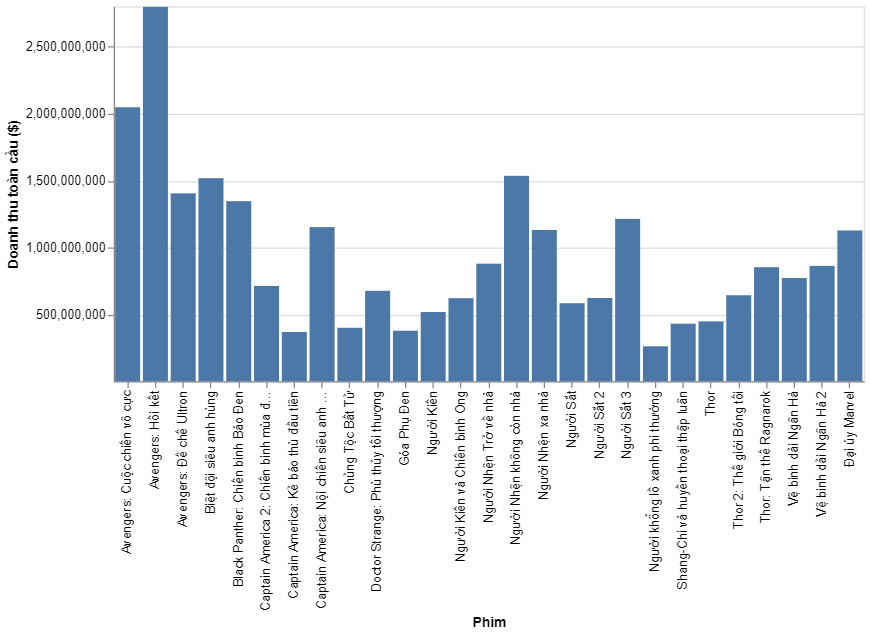 Doanh thu toàn cầu ($)
2,500,000,000
2,000,000,000
1,500,000,000
1,000,000,000
500,000,000
Avengers: Cuộc chiến vô cực
Avengers: Hồi kết
Avengers: Đế chế Ultron
Biệt đội siêu anh hùng
Black Panther: Chiến binh Báo Đen
Captain America 2: Chiến binh mùa đ…
Captain America: Kẻ báo thù đầu tiên
Captain America: Nội chiến siêu anh …
Chủng Tộc Bất Tử
Doctor Strange: Phù thủy tối thượng
Góa Phụ Đen
Người Kiến
Người Kiến và Chiến binh Ong
Người Nhện Trở về nhà
Người Nhện không còn nhà
Người Nhện xa nhà
Người Sắt
Người Sắt 2
Người Sắt 3
Người khổng lồ xanh phi thường
Shang-Chi và huyền thoại thập luân
Thor
Thor 2: Thế giới Bóng tối
Thor: Tận thế Ragnarok
Vệ binh dải Ngân Hà
Vệ binh dải Ngân Hà 2
Đại úy Marvel
Phim